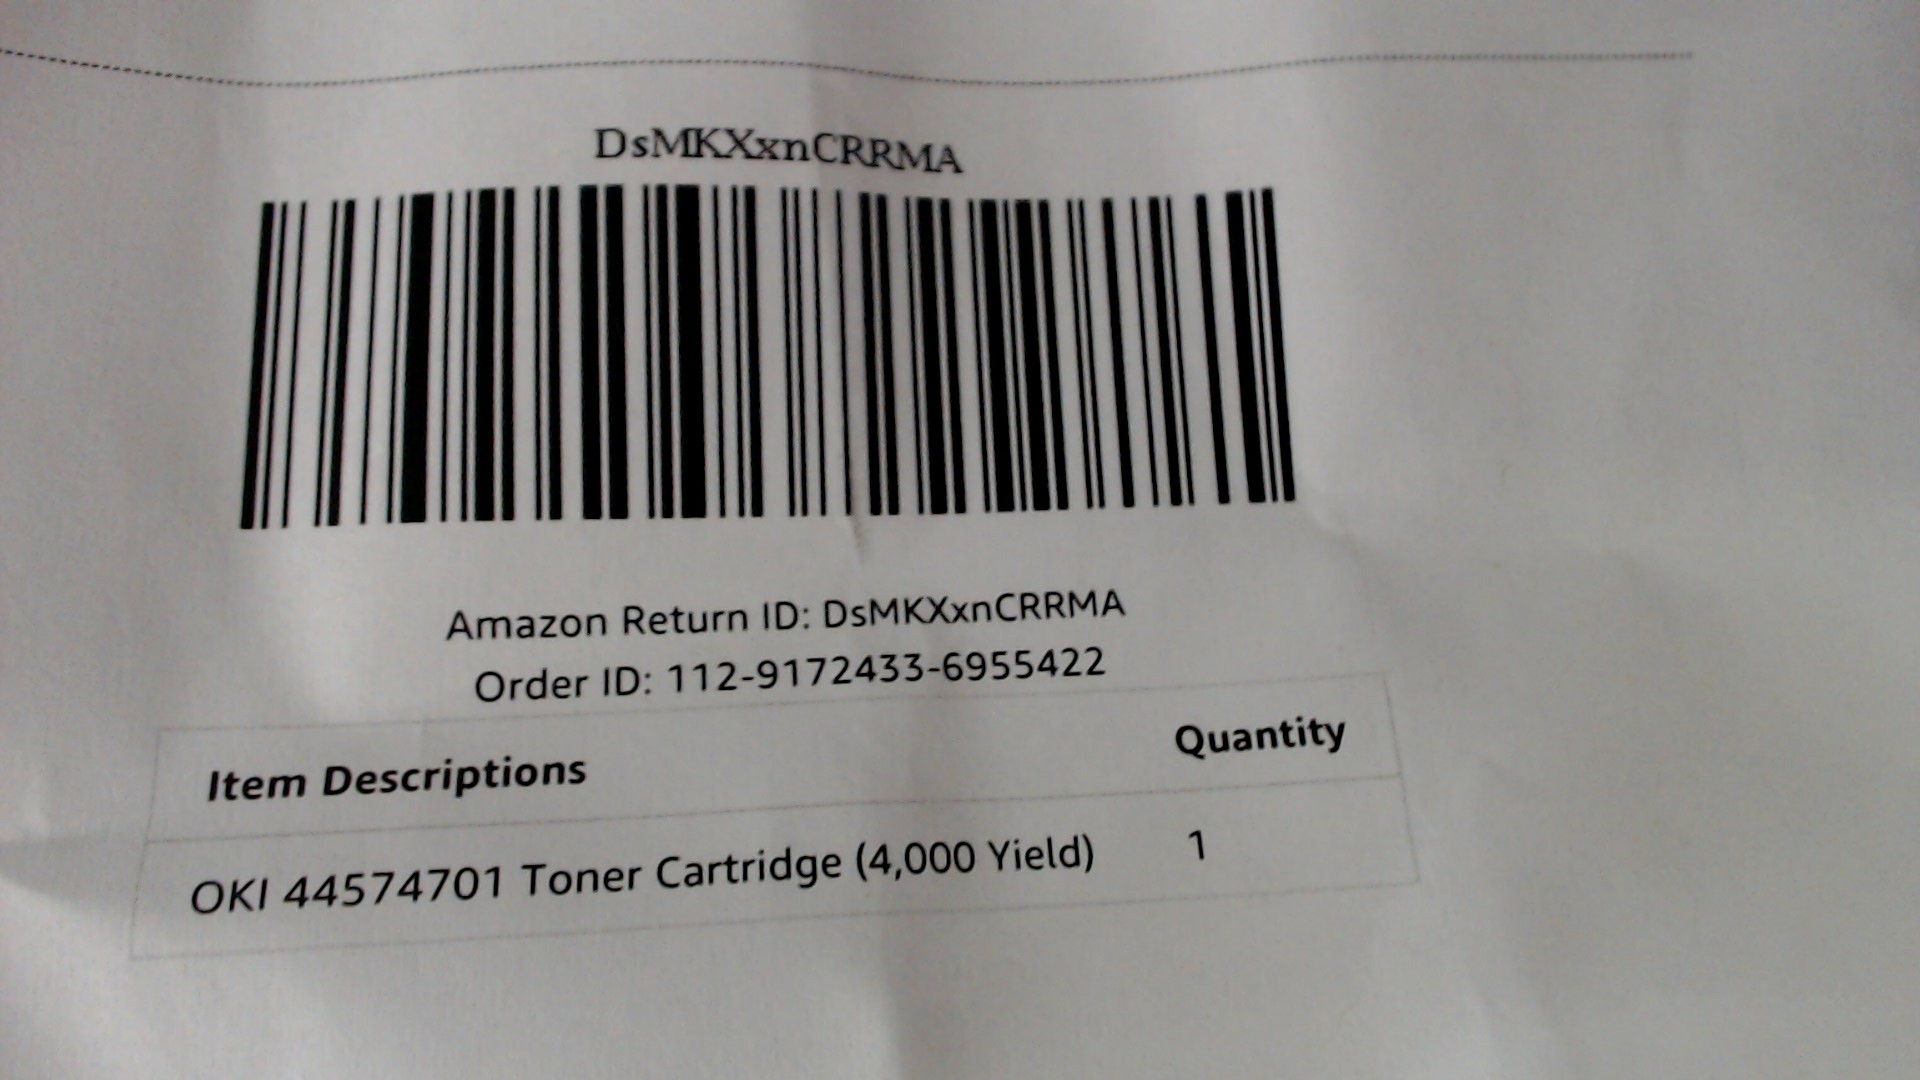 DsMKXxnCRRMA
Amazon Return ID: DsMKXxnCRRMA
Order ID: 112-9172433-6955422
Item Descriptions Quantity
OKI 44574701 Toner Cartridge (4,000 Yield) 1